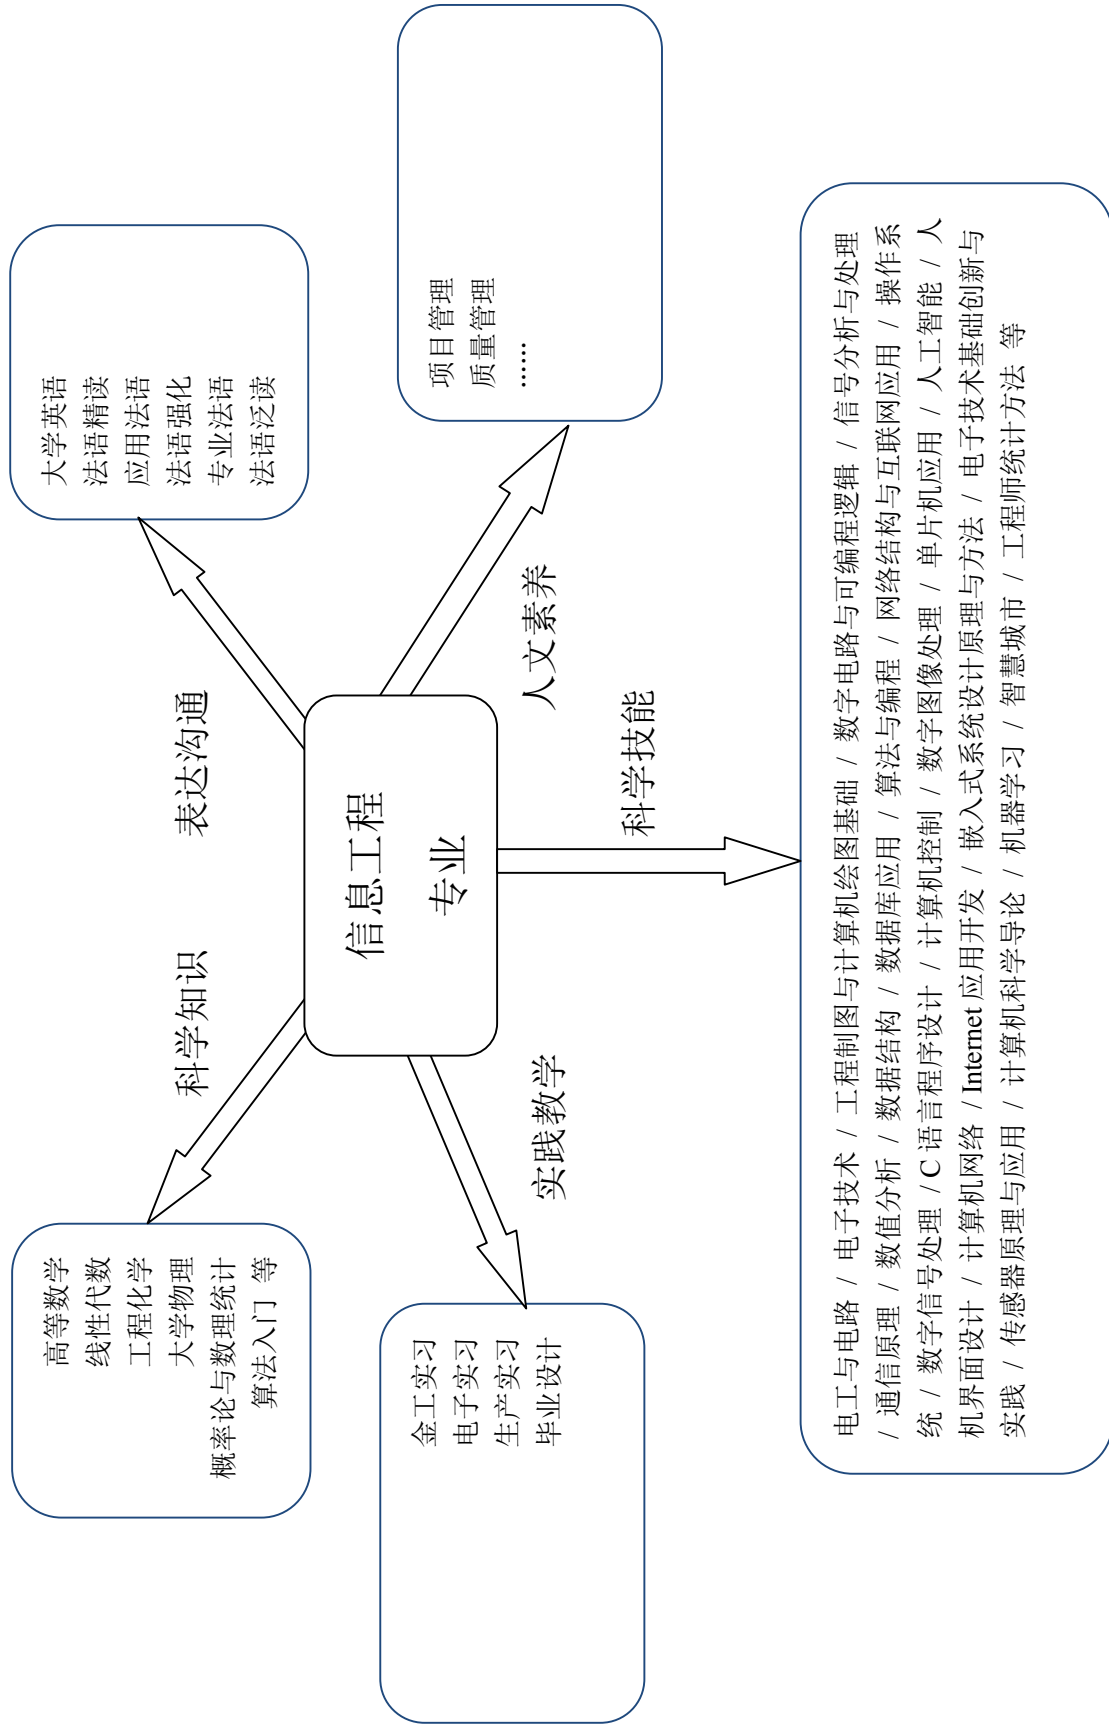 高等数学
线性代数
工程化学
大学物理
概率论与数理统计
算法入门 等
科学知识
表达沟通
大学英语
法语精读
应用法语
法语强化
专业法语
法语泛读
信息工程
专业
金工实习
电子实习
生产实习
毕业设计
实践教学
人文素养
项目管理
质量管理
……
科学技能
电工与电路 / 电子技术 / 工程制图与计算机绘图基础 / 数字电路与可编程逻辑 / 信号分析与处理
/ 通信原理 / 数值分析 / 数据结构 / 数据库应用 / 算法与编程 / 网络结构与互联网应用 / 操作系
统 / 数字信号处理 / C 语言程序设计 / 计算机控制 / 数字图像处理 / 单片机应用 / 人工智能 / 人
机界面设计 / 计算机网络 / Internet 应用开发 / 嵌入式系统设计原理与方法 / 电子技术基础创新与
实践 / 传感器原理与应用 / 计算机科学导论 / 机器学习 / 智慧城市 / 工程师统计方法 等